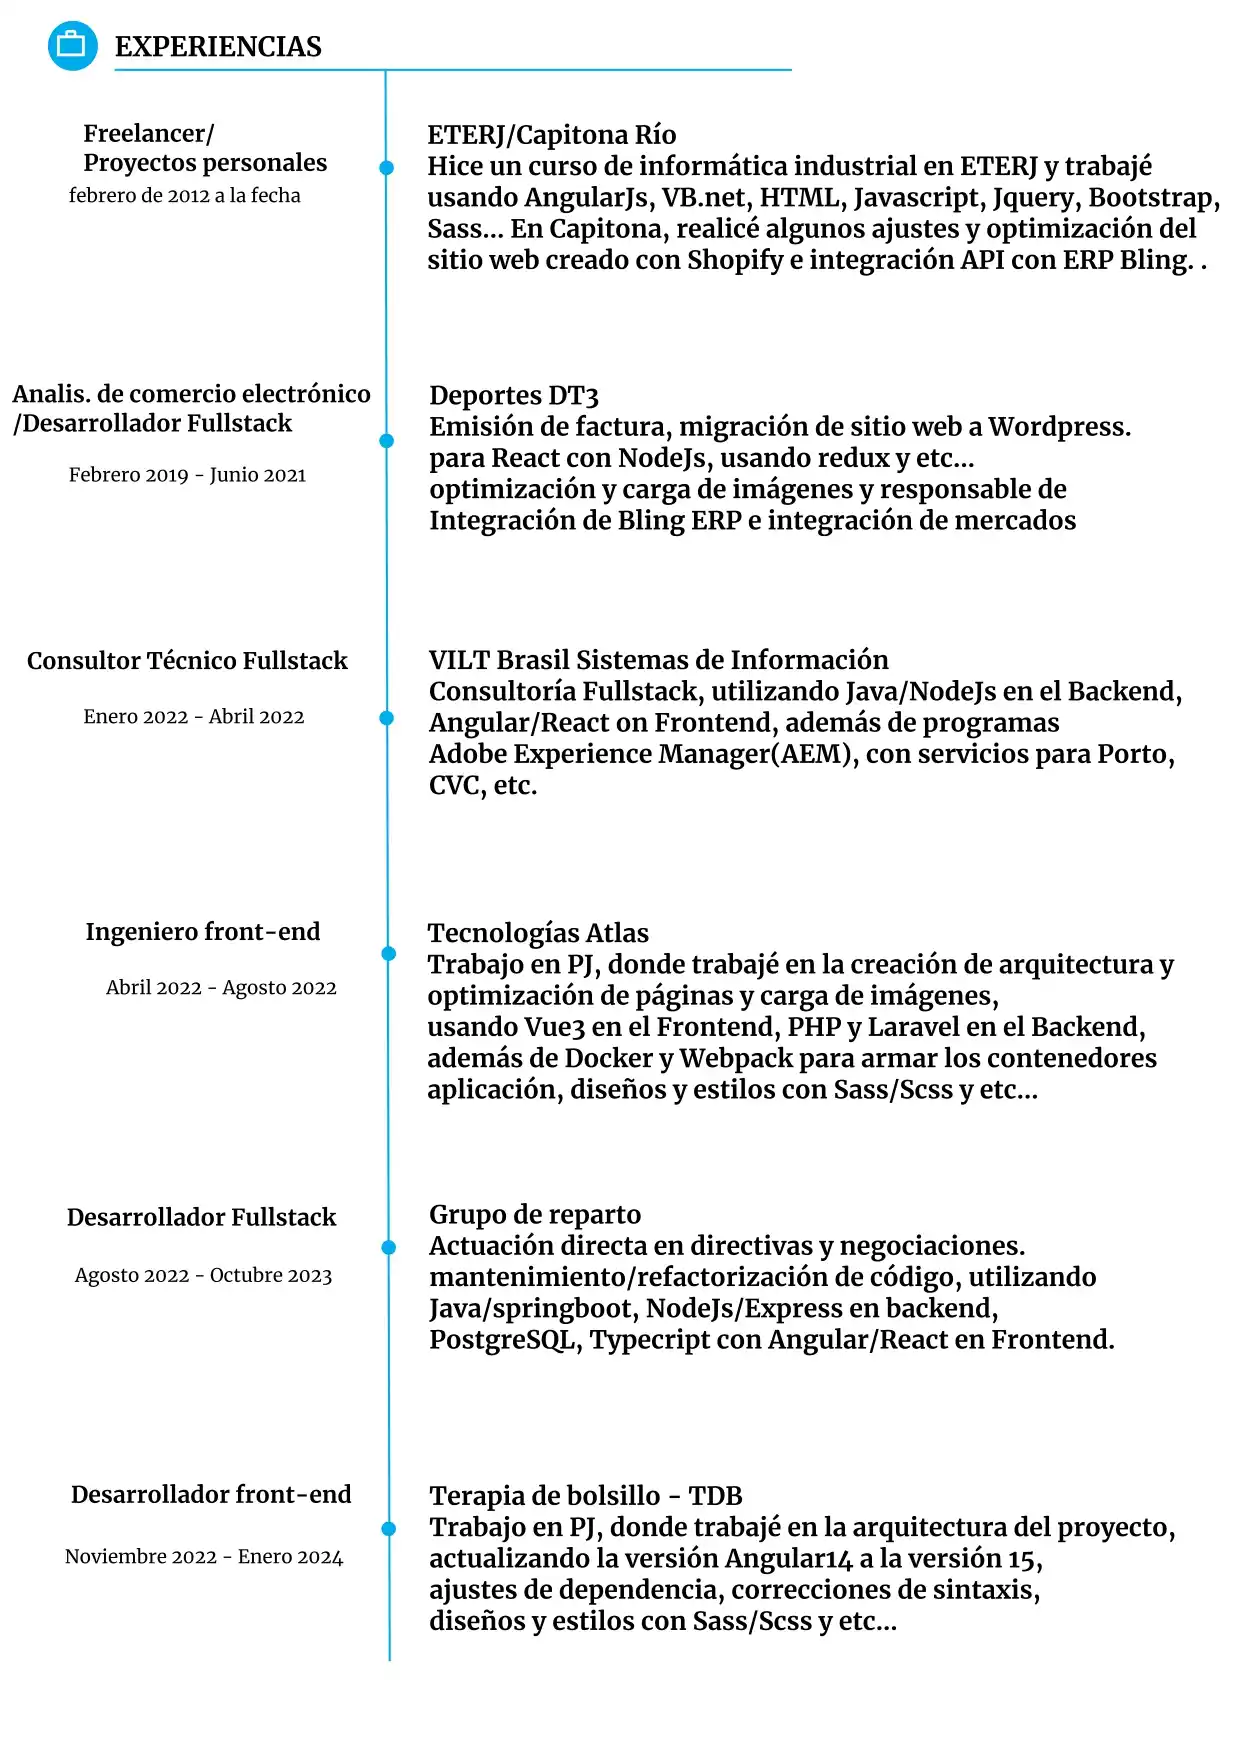 EXPERIENCIAS
Freelancer/
Proyectos personales
febrero de 2012 a la fecha
ETERJ/Capitona Río
Hice un curso de informática industrial en ETERJ y trabajé
usando AngularJs, VB.net, HTML, Javascript, Jquery, Bootstrap,
Sass... En Capitona, realicé algunos ajustes y optimización del
sitio web creado con Shopify e integración API con ERP Bling. .
Analis. de comercio electrónico
/Desarrollador Fullstack
Febrero 2019 - Junio 2021
Deportes DT3
Emisión de factura, migración de sitio web a Wordpress.
para React con NodeJs, usando redux y etc...
optimización y carga de imágenes y responsable de
Integración de Bling ERP e integración de mercados
Consultor Técnico Fullstack
Enero 2022 - Abril 2022
VILT Brasil Sistemas de Información
Consultoría Fullstack, utilizando Java/NodeJs en el Backend,
Angular/React on Frontend, además de programas
Adobe Experience Manager(AEM), con servicios para Porto,
CVC, etc.
Ingeniero front-end
Abril 2022 - Agosto 2022
Tecnologías Atlas
Trabajo en PJ, donde trabajé en la creación de arquitectura y
optimización de páginas y carga de imágenes,
usando Vue3 en el Frontend, PHP y Laravel en el Backend,
además de Docker y Webpack para armar los contenedores
aplicación, diseños y estilos con Sass/Scss y etc...
Desarrollador Fullstack
Agosto 2022 - Octubre 2023
Grupo de reparto
Actuación directa en directivas y negociaciones.
mantenimiento/refactorización de código, utilizando
Java/springboot, NodeJs/Express en backend,
PostgreSQL, Typecript con Angular/React en Frontend.
Desarrollador front-end
Noviembre 2022 - Enero 2024
Terapia de bolsillo - TDB
Trabajo en PJ, donde trabajé en la arquitectura del proyecto,
actualizando la versión Angular14 a la versión 15,
ajustes de dependencia, correcciones de sintaxis,
diseños y estilos con Sass/Scss y etc...